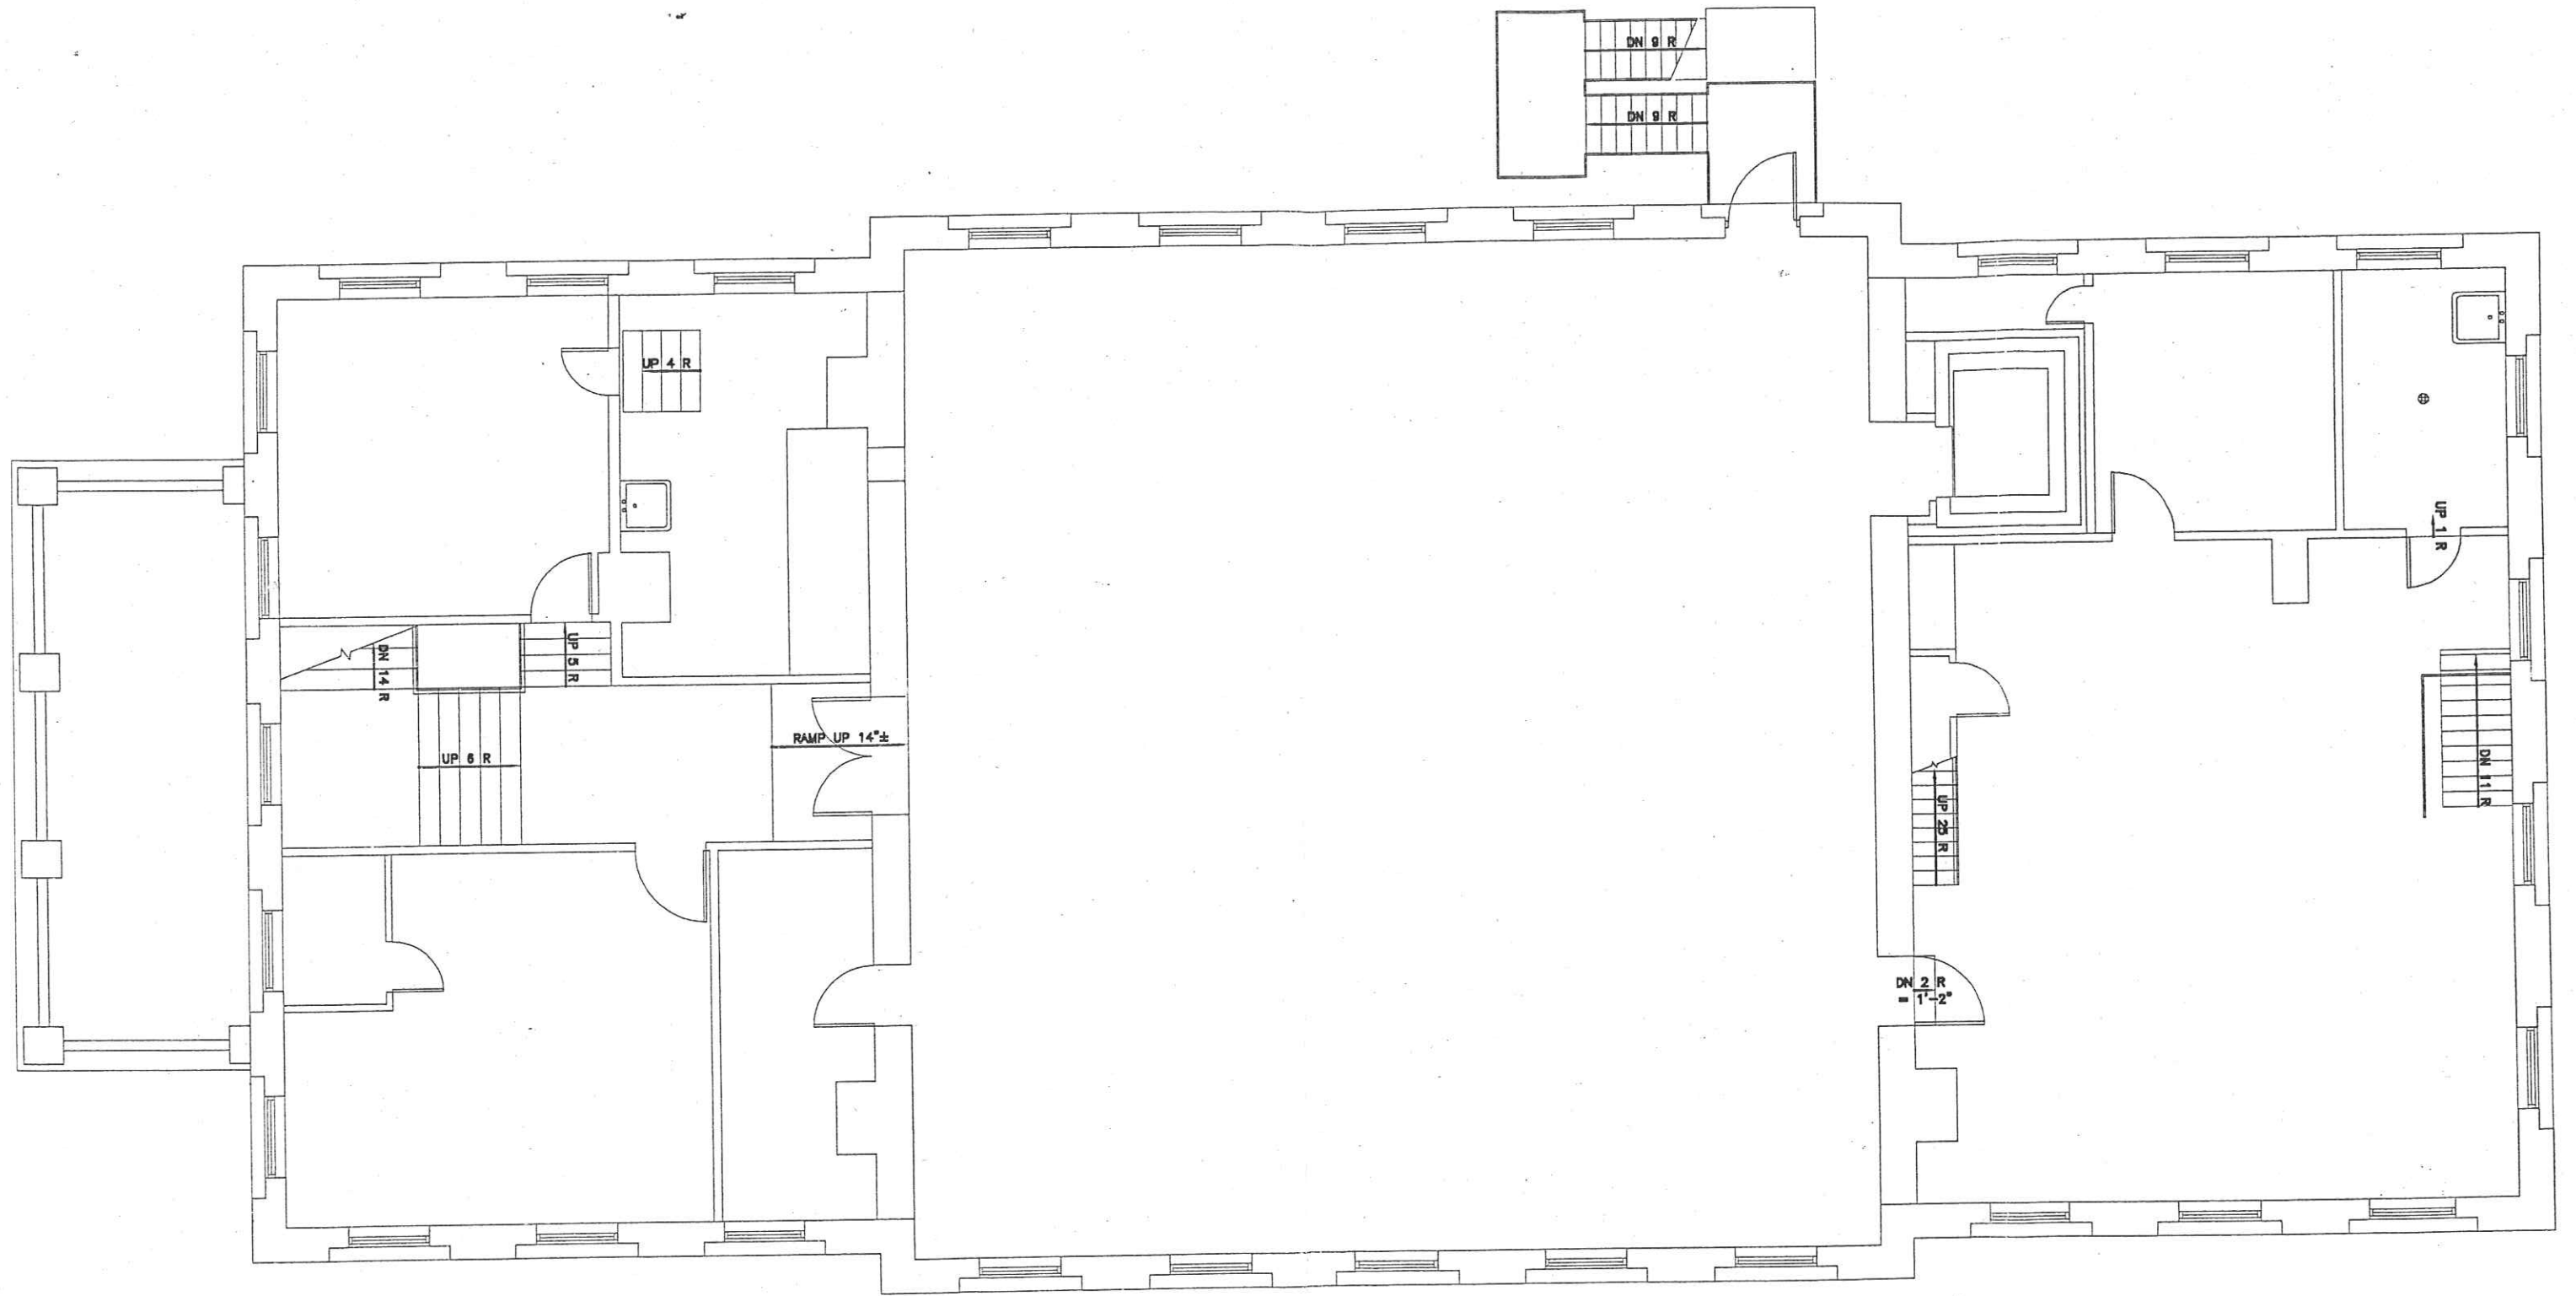 DN 9 R
DN 9 R
UP 4 R
UP 1 R
UP 5 R
DN 14 R
RAMP UP 14"±
UP 6 R
DN 11 R
UP 25 R
DN 2 R
= 1'-2"